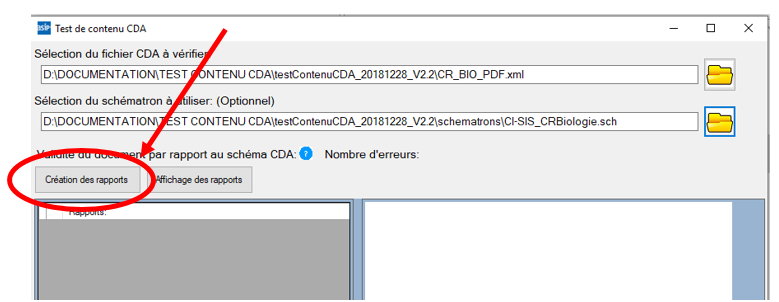 ASIP Test de contenu CDA
Sélection du fichier CDA à vérifier
D:\DOCUMENTATION\TEST CONTENU CDA\testContenuCDA_20181228_V2.2\CR_BIO_PDF.xml
Sélection du schématron à utiliser: (Optionnel)
D:\DOCUMENTATION\TEST CONTENU CDA\testContenuCDA_20181228_V2.2\schematrons\CI-SIS_CRBiologie.sch
Validité du document par rapport au schéma CDA: ? Nombre d'erreurs:
Création des rapports Affichage des rapports
Rapports: